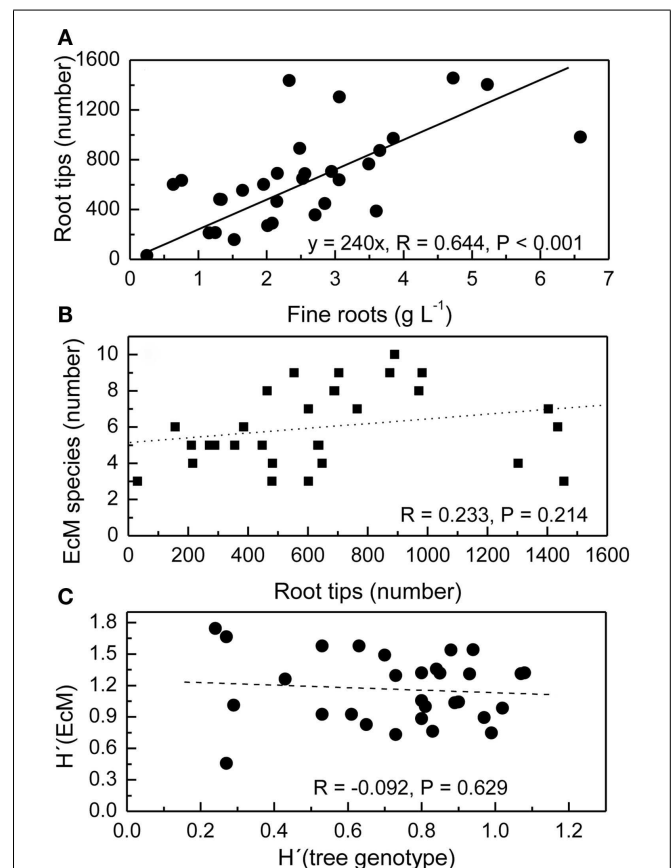 A
1600
1200
800
400
0
Root tips (number)
y = 240x, R = 0.644, P < 0.001
0 1 2 3 4 5 6 7
Fine roots (g L⁻¹)
B
10
8
6
4
2
0
EcM species (number)
R = 0.233, P = 0.214
0 200 400 600 800 1000 1200 1400 1600
Root tips (number)
C
1.8
1.5
1.2
0.9
0.6
0.3
0.0
H´(EcM)
R = -0.092, P = 0.629
0.0 0.2 0.4 0.6 0.8 1.0 1.2
H´(tree genotype)